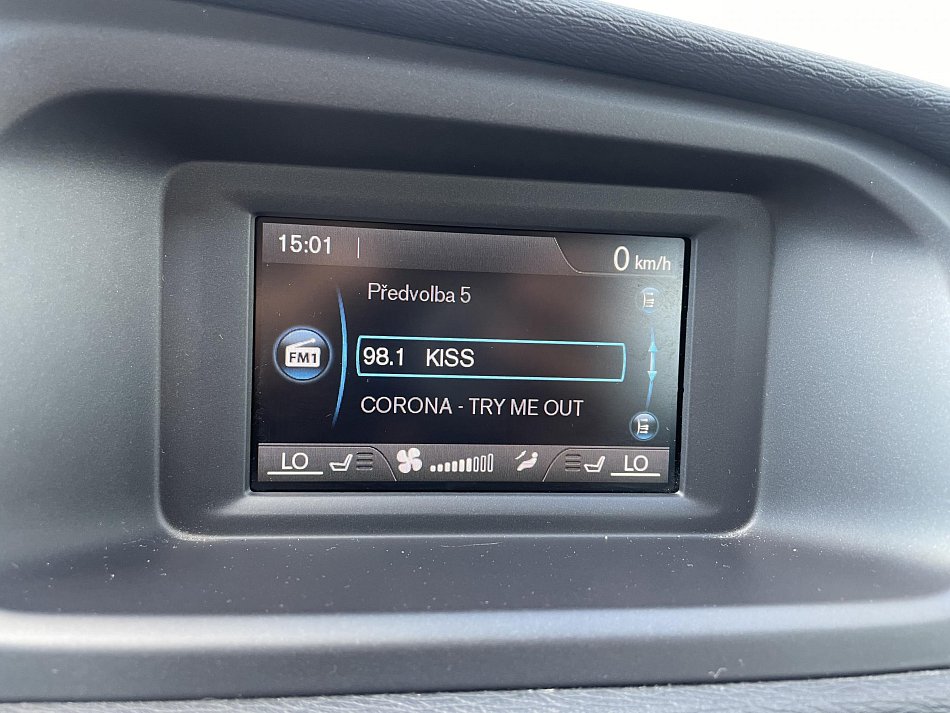 15:01
0 km/h
Předvolba 5
FM1
98.1 KISS
CORONA - TRY ME OUT
LO
LO